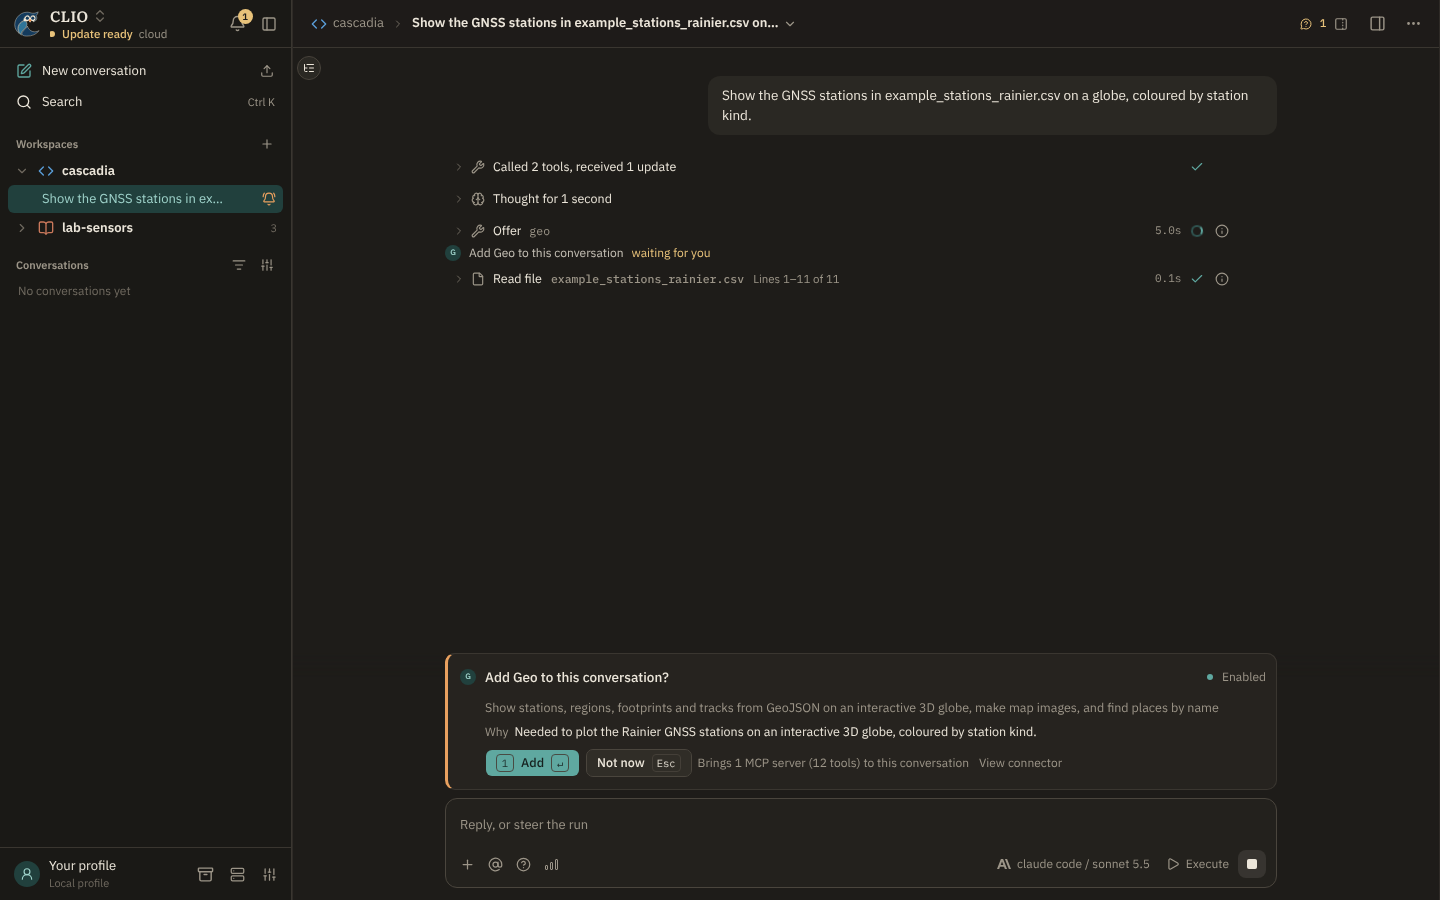 CLIO
Update ready cloud
1
New conversation
Search Ctrl K
Workspaces
cascadia
Show the GNSS stations in ex...
lab-sensors 3
Conversations
No conversations yet
Your profile
Local profile
cascadia Show the GNSS stations in example_stations_rainier.csv on... 1
Show the GNSS stations in example_stations_rainier.csv on a globe, coloured by station
kind.
Called 2 tools, received 1 update
Thought for 1 second
Offer geo 5.0s
G Add Geo to this conversation waiting for you
Read file example_stations_rainier.csv Lines 1–11 of 11 0.1s
G Add Geo to this conversation? Enabled
Show stations, regions, footprints and tracks from GeoJSON on an interactive 3D globe, make map images, and find places by name
Why Needed to plot the Rainier GNSS stations on an interactive 3D globe, coloured by station kind.
1 Add ↵ Not now Esc Brings 1 MCP server (12 tools) to this conversation View connector
Reply, or steer the run
claude code / sonnet 5.5 Execute